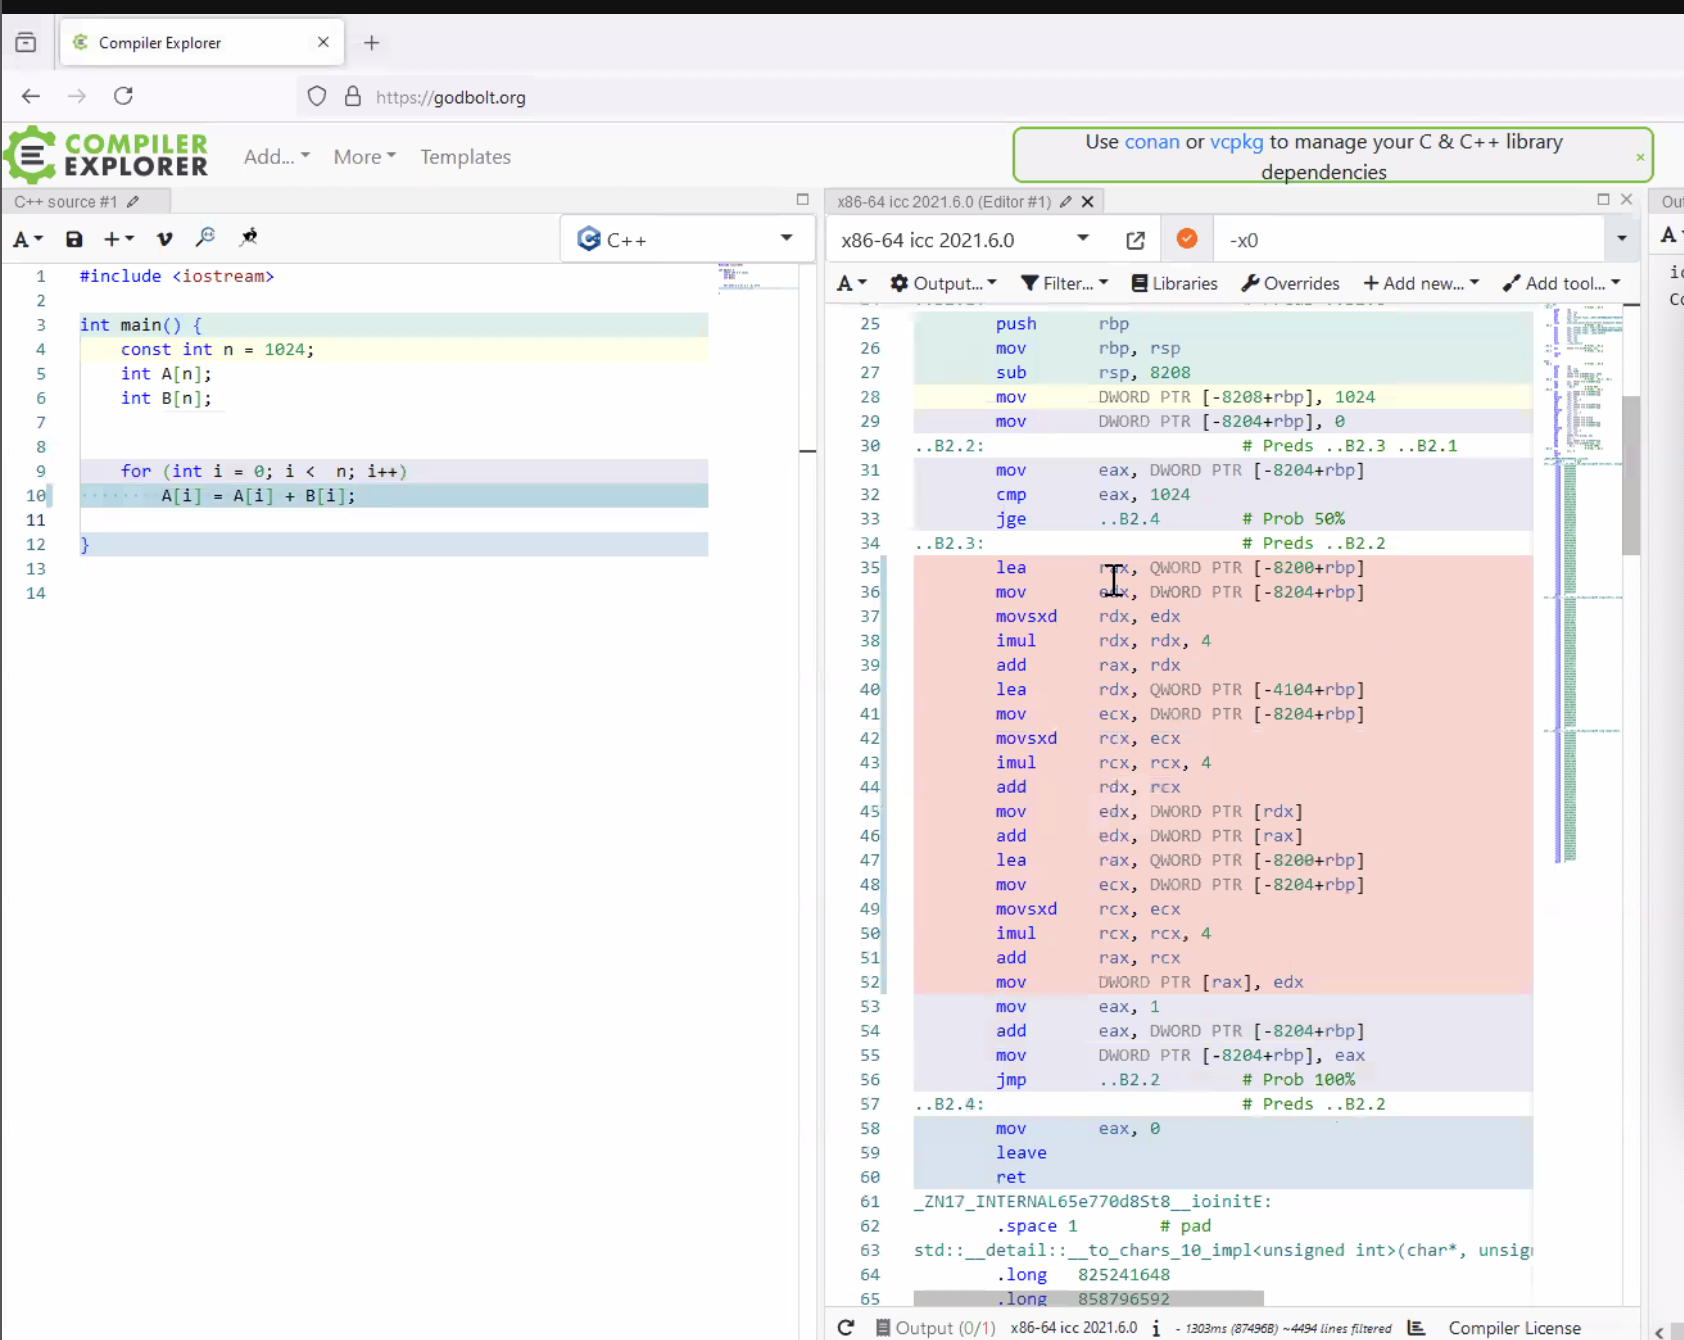 Compiler Explorer
https://godbolt.org
COMPILER EXPLORER
Add...
More
Templates
Use conan or vcpkg to manage your C & C++ library dependencies
C++ source #1
A
C++
1 #include <iostream>
2
3 int main() {
4 const int n = 1024;
5 int A[n];
6 int B[n];
7
8
9 for (int i = 0; i <  n; i++)
10 A[i] = A[i] + B[i];
11
12 }
13
14
x86-64 icc 2021.6.0 (Editor #1)
x86-64 icc 2021.6.0
-x0
A
Output...
Filter...
Libraries
Overrides
+ Add new...
Add tool...
25 push rbp
26 mov rbp, rsp
27 sub rsp, 8208
28 mov DWORD PTR [-8208+rbp], 1024
29 mov DWORD PTR [-8204+rbp], 0
30 ..B2.2: # Preds ..B2.3 ..B2.1
31 mov eax, DWORD PTR [-8204+rbp]
32 cmp eax, 1024
33 jge ..B2.4 # Prob 50%
34 ..B2.3: # Preds ..B2.2
35 lea rax, QWORD PTR [-8200+rbp]
36 mov edx, DWORD PTR [-8204+rbp]
37 movsxd rdx, edx
38 imul rdx, rdx, 4
39 add rax, rdx
40 lea rdx, QWORD PTR [-4104+rbp]
41 mov ecx, DWORD PTR [-8204+rbp]
42 movsxd rcx, ecx
43 imul rcx, rcx, 4
44 add rdx, rcx
45 mov edx, DWORD PTR [rdx]
46 add edx, DWORD PTR [rax]
47 lea rax, QWORD PTR [-8200+rbp]
48 mov ecx, DWORD PTR [-8204+rbp]
49 movsxd rcx, ecx
50 imul rcx, rcx, 4
51 add rax, rcx
52 mov DWORD PTR [rax], edx
53 mov eax, 1
54 add eax, DWORD PTR [-8204+rbp]
55 mov DWORD PTR [-8204+rbp], eax
56 jmp ..B2.2 # Prob 100%
57 ..B2.4: # Preds ..B2.2
58 mov eax, 0
59 leave
60 ret
61 _ZN17_INTERNAL65e770d8St8__ioinitE:
62 .space 1 # pad
63 std::__detail::__to_chars_10_impl<unsigned int>(char*, unsign
64 .long 825241648
65 .long 858796592
Output (0/1) x86-64 icc 2021.6.0 i - 1303ms (87496B) ~4494 lines filtered
Compiler License
Out
A
ic
Co